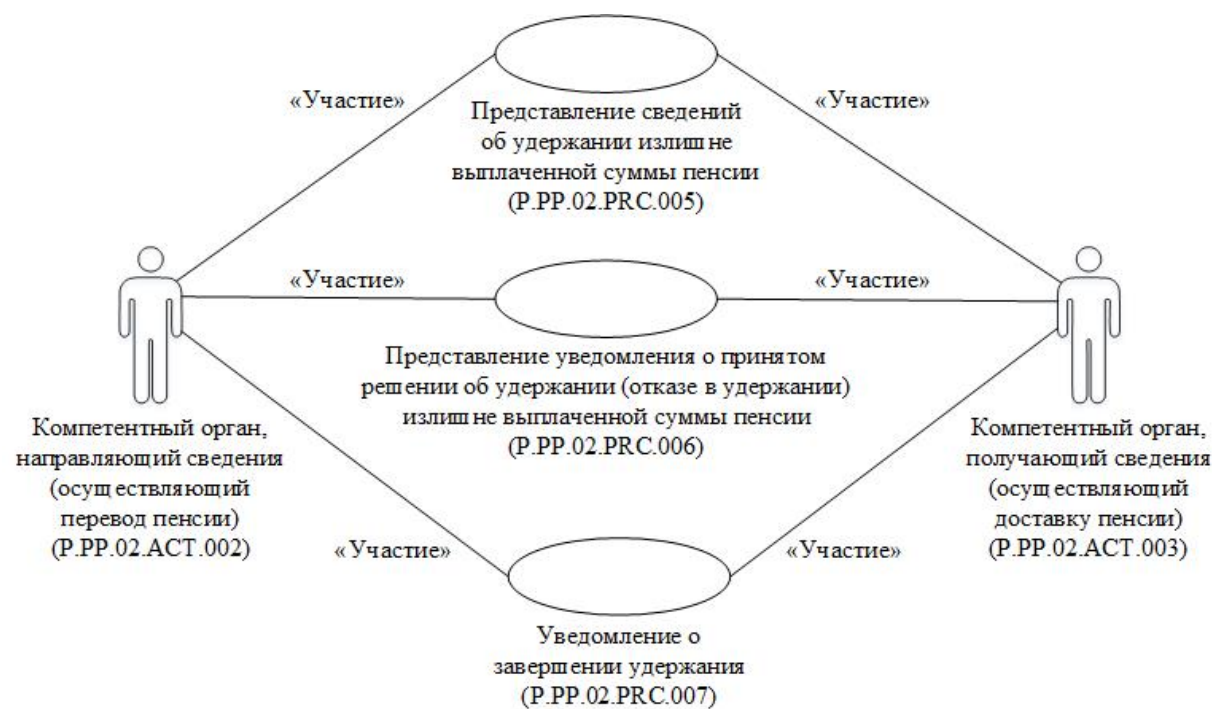 «Участие»
«Участие»
Представление сведений
об удержании излишне
выплаченной суммы пенсии
(P.PP.02.PRC.005)
«Участие»
«Участие»
Представление уведомления о принятом
решении об удержании (отказе в удержании)
излишне выплаченной суммы пенсии
(P.PP.02.PRC.006)
Компетентный орган,
направляющий сведения
(осуществляющий
перевод пенсии)
(P.PP.02.ACT.002)
Компетентный орган,
получающий сведения
(осуществляющий
доставку пенсии)
(P.PP.02.ACT.003)
«Участие»
«Участие»
Уведомление о
завершении удержания
(P.PP.02.PRC.007)